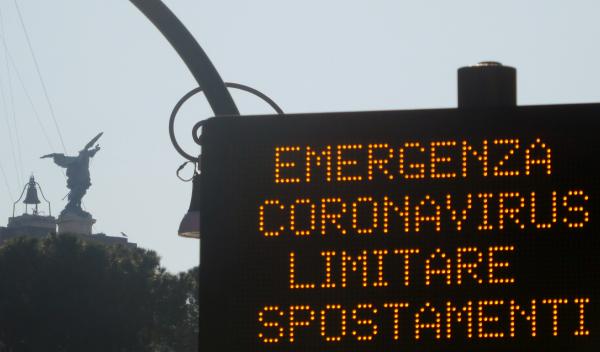 EMERGENZA
CORONAVIRUS
LIMITARE
SPOSTAMENTI